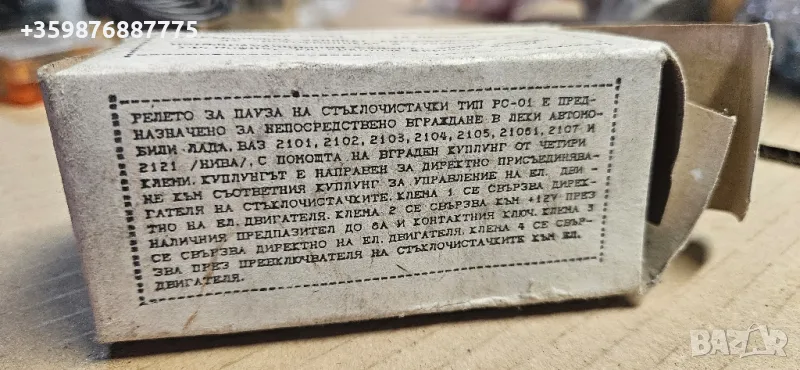 +359876887775
РЕЛЕТО ЗА ПАУЗА НА СТЪКЛОЧИСТАЧКИ ТИП РС-01 Е ПРЕД-
НАЗНАЧЕНО ЗА НЕПОСРЕДСТВЕНО ВГРАЖДАНЕ В ЛЕКИ АВТОМО-
БИЛИ ЛАДА. ВАЗ 2101, 2102, 2103, 2104, 2105, 21061, 2107 И
2121 /НИВА/, С ПОМОЩТА НА ВГРАДЕН КУПЛУНГ ОТ ЧЕТИРИ
КЛЕМИ. КУПЛУНГЪТ Е НАПРАВЕН ЗА ДИРЕКТНО ПРИСЪЕДИНЯВА-
НЕ КЪМ СЪОТВЕТНИЯ КУПЛУНГ ЗА УПРАВЛЕНИЕ НА ЕЛ. ДВИ-
ГАТЕЛЯ НА СТЪКЛОЧИСТАЧКИТЕ. КЛЕМА 1 СЕ СВЪРЗВА ДИРЕК-
ТНО НА ЕЛ. ДВИГАТЕЛЯ. КЛЕМА 2 СЕ СВЪРЗВА КЪМ +12V ПРЕЗ
НАЛИЧНИЯ ПРЕДПАЗИТЕЛ ДО 8А И КОНТАКТНИЯ КЛЮЧ. КЛЕМА 3
СЕ СВЪРЗВА ДИРЕКТНО НА ЕЛ. ДВИГАТЕЛЯ. КЛЕМА 4 СЕ СВЪР-
ЗВА ПРЕЗ ПРЕВКЛЮЧВАТЕЛЯ НА СТЪКЛОЧИСТАЧКИТЕ КЪМ ЕЛ.
ДВИГАТЕЛЯ.
BAZAR